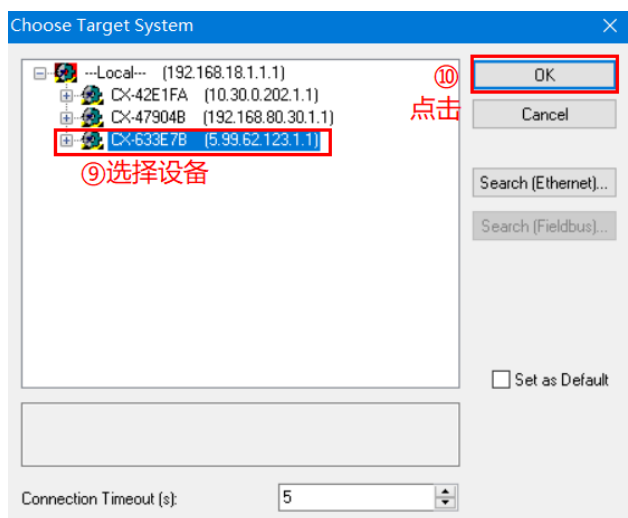 Choose Target System
---Local--- (192.168.18.1.1.1)
CX-42E1FA (10.30.0.202.1.1)
CX-47904B (192.168.80.30.1.1)
CX-633E7B (5.99.62.123.1.1)
⑨选择设备
⑩
点击
OK
Cancel
Search (Ethernet)...
Search (Fieldbus)...
Set as Default
Connection Timeout (s):
5